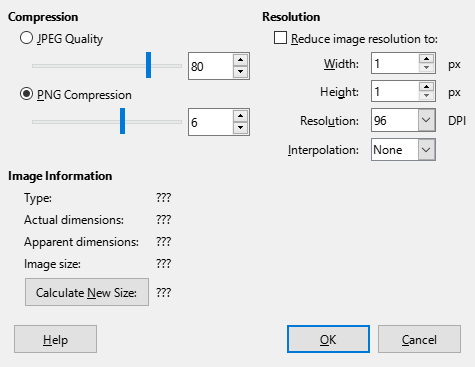 Compression
JPEG Quality
80
PNG Compression
6
Resolution
Reduce image resolution to:
Width: 1 px
Height: 1 px
Resolution: 96 DPI
Interpolation: None
Image Information
Type: ???
Actual dimensions: ???
Apparent dimensions: ???
Image size: ???
Calculate New Size: ???
Help
OK
Cancel